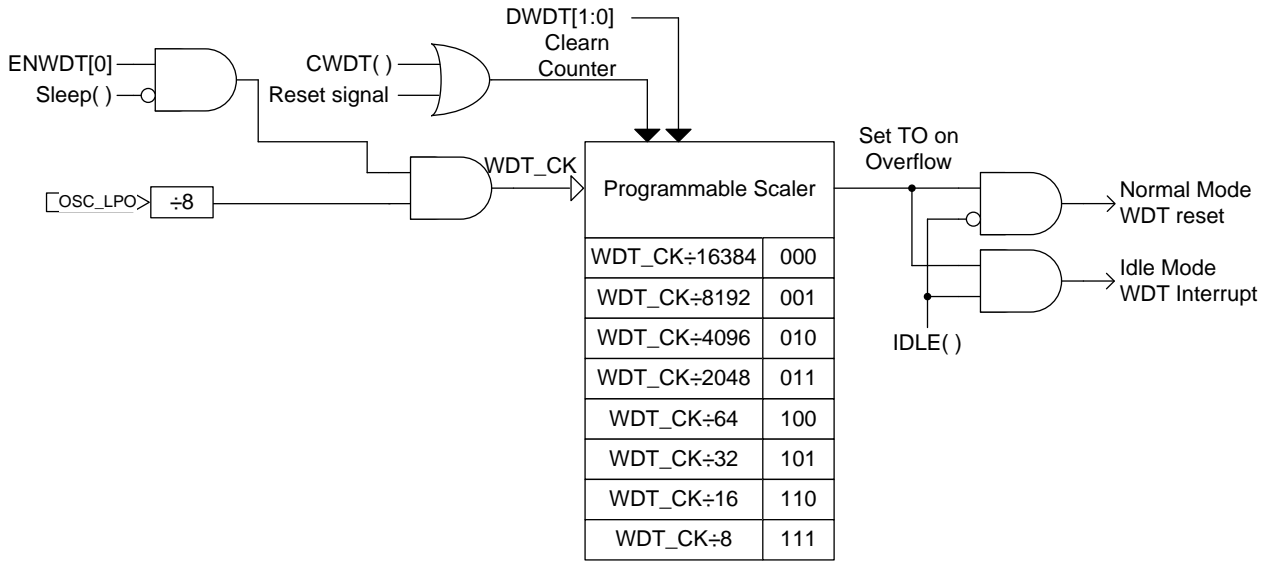 DWDT[1:0]
Clearn
Counter
ENWDT[0]
Sleep( )
CWDT( )
Reset signal
OSC_LPO
÷8
WDT_CK
Programmable Scaler
WDT_CK÷16384 000
WDT_CK÷8192 001
WDT_CK÷4096 010
WDT_CK÷2048 011
WDT_CK÷64 100
WDT_CK÷32 101
WDT_CK÷16 110
WDT_CK÷8 111
Set TO on
Overflow
IDLE( )
Normal Mode
WDT reset
Idle Mode
WDT Interrupt